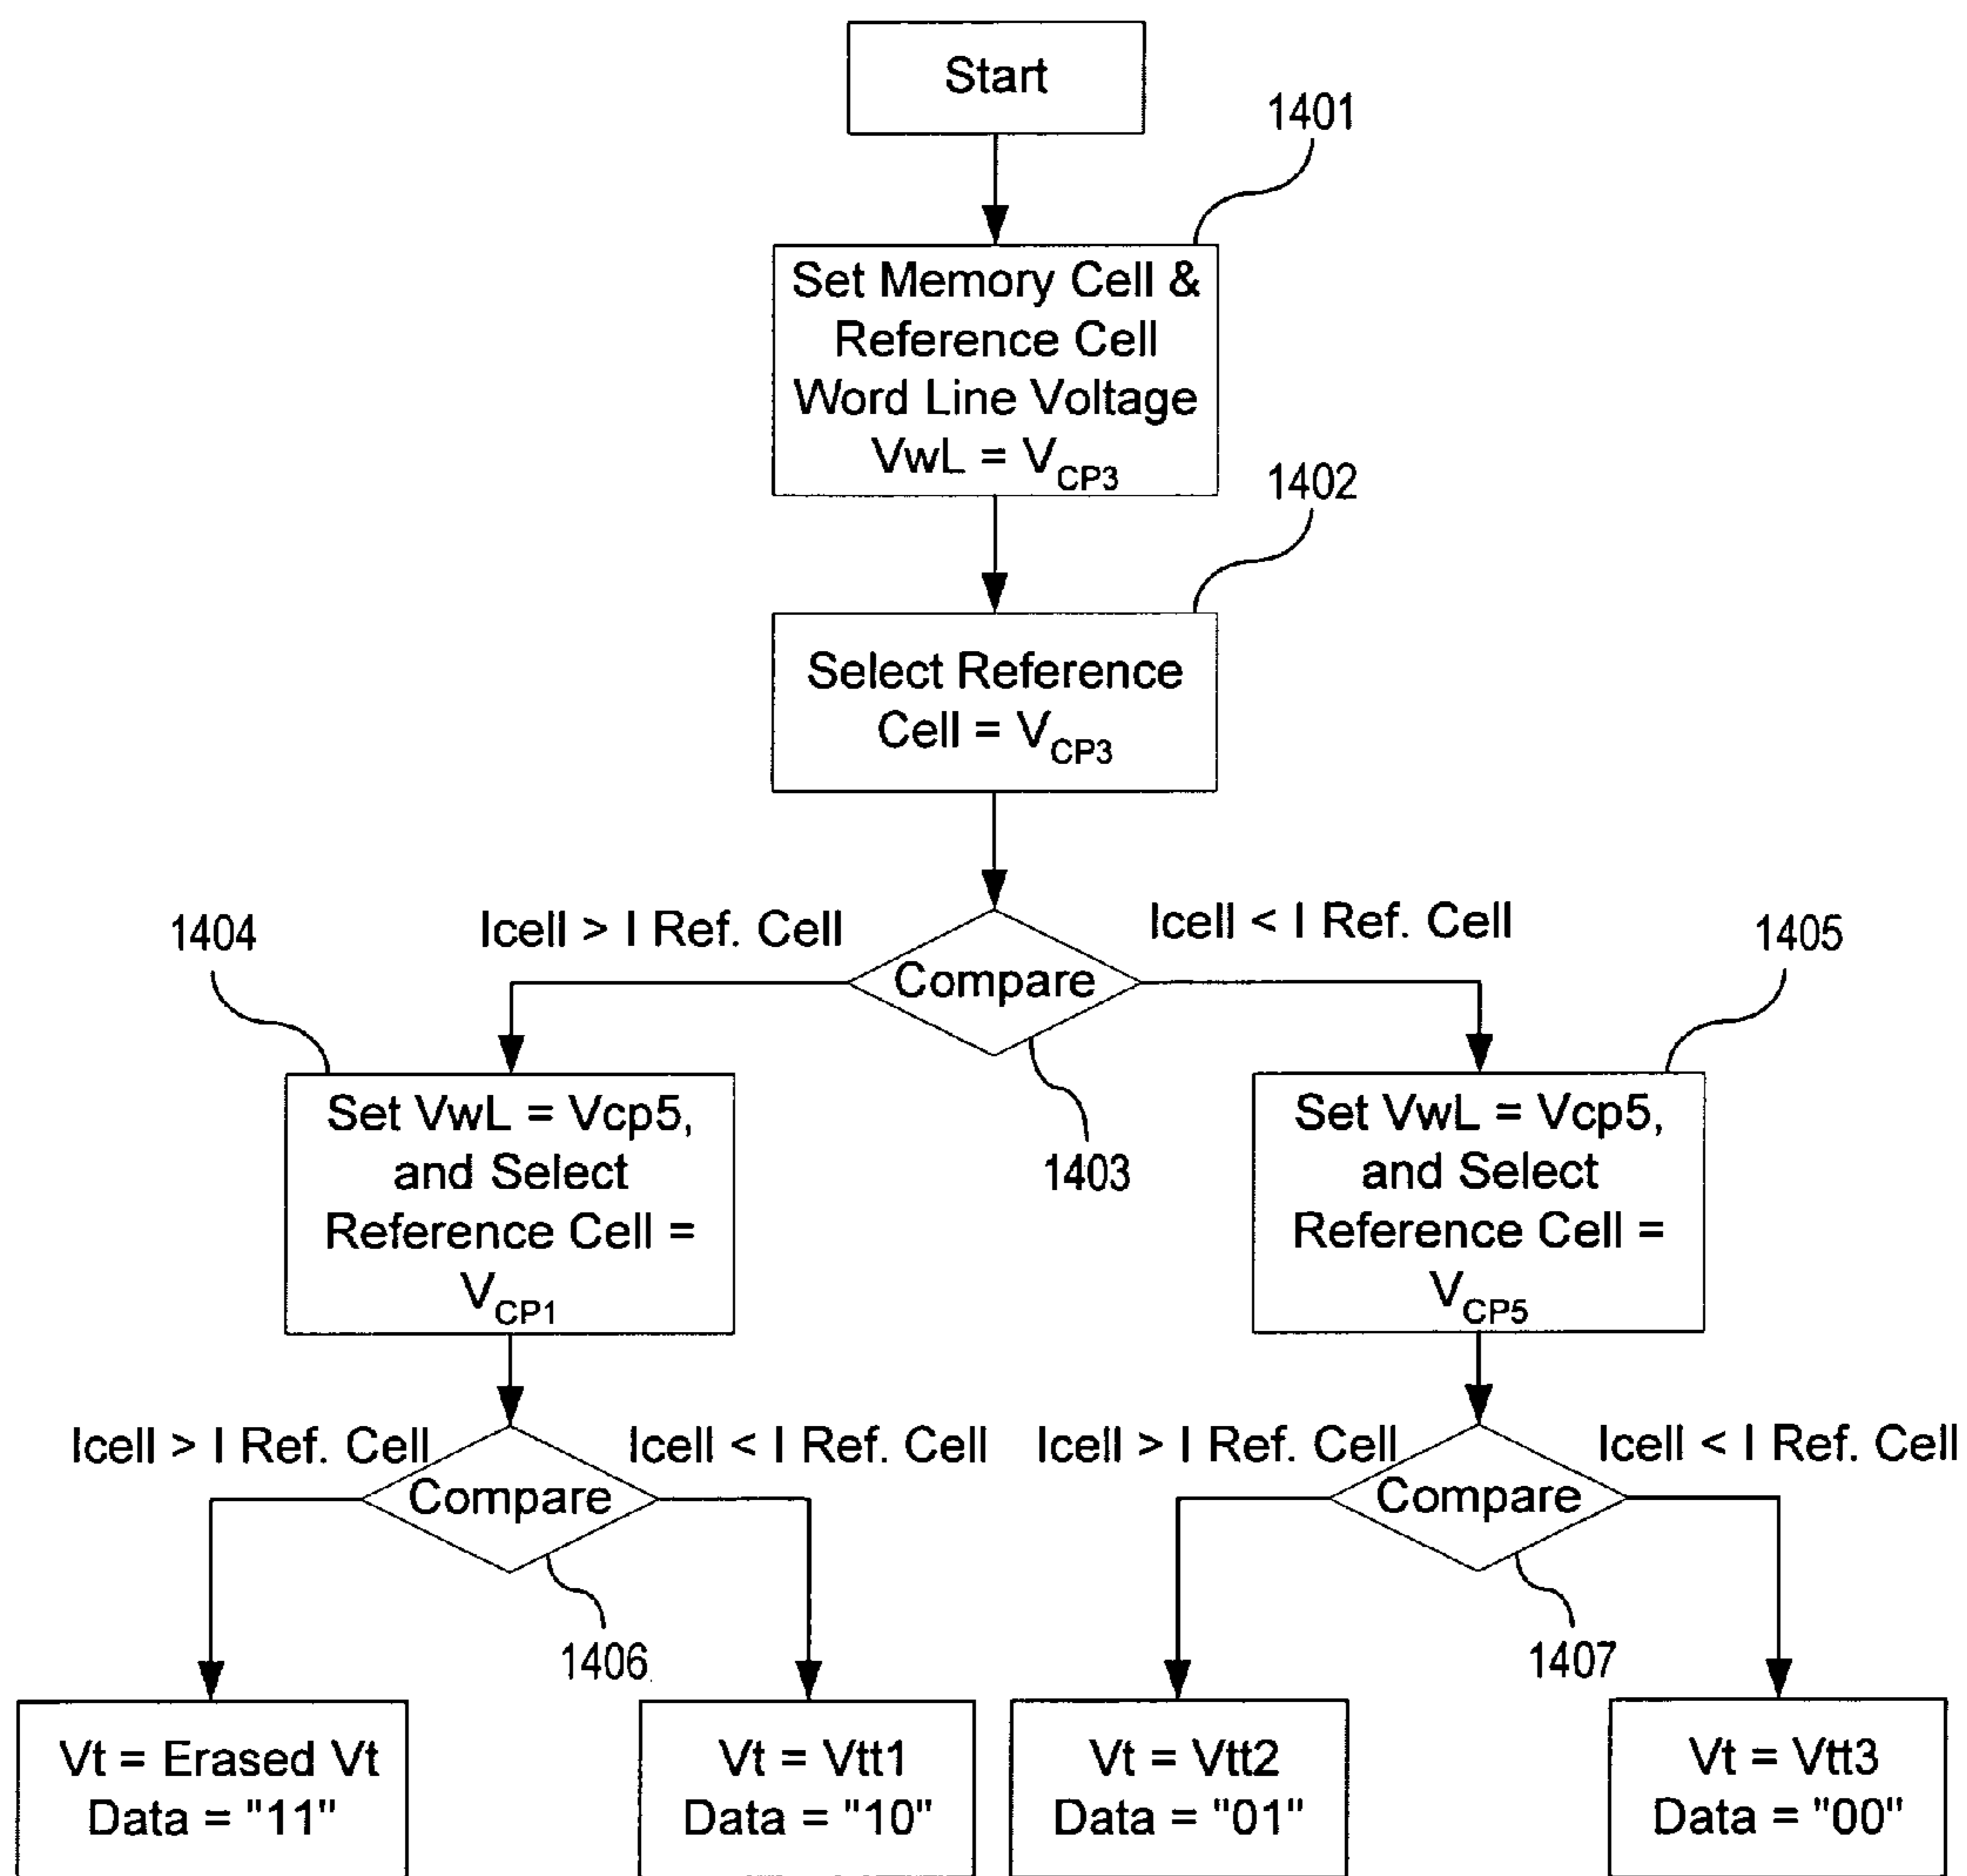 Start
1401
Set Memory Cell &
Reference Cell
Word Line Voltage
VwL = VCP3
1402
Select Reference
Cell = VCP3
1404
Icell > I Ref. Cell
Icell < I Ref. Cell
1405
Compare
1403
Set VwL = Vcp5,
and Select
Reference Cell =
VCP1
Set VwL = Vcp5,
and Select
Reference Cell =
VCP5
Icell > I Ref. Cell
Icell < I Ref. Cell
Icell > I Ref. Cell
Icell < I Ref. Cell
Compare
Compare
1406
1407
Vt = Erased Vt
Data = "11"
Vt = Vtt1
Data = "10"
Vt = Vtt2
Data = "01"
Vt = Vtt3
Data = "00"